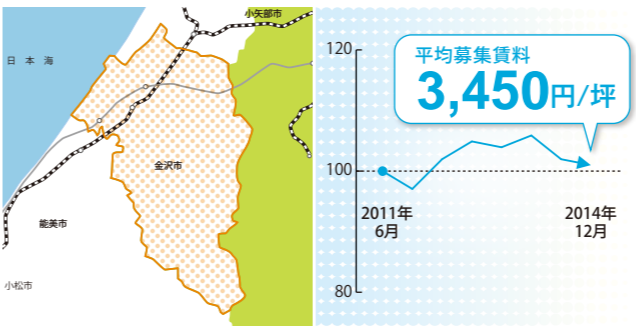 小矢部市
日本海
金沢市
能美市
小松市
120
平均募集賃料
3,450円/坪
100
2011年
6月
2014年
12月
80